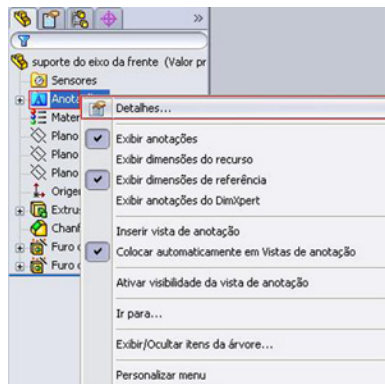 »
suporte do eixo da frente (Valor pr
Sensores
Anotaç
Detalhes...
Mater
Exibir anotações
Plano
Exibir dimensões do recurso
Plano
Exibir dimensões de referência
Plano
Exibir anotações do DimXpert
Orige
Extru
Inserir vista de anotação
Chanf
Colocar automaticamente em Vistas de anotação
Furo
Furo
Ativar visibilidade da vista de anotação
Ir para...
Exibir/Ocultar itens da árvore...
Personalizar menu